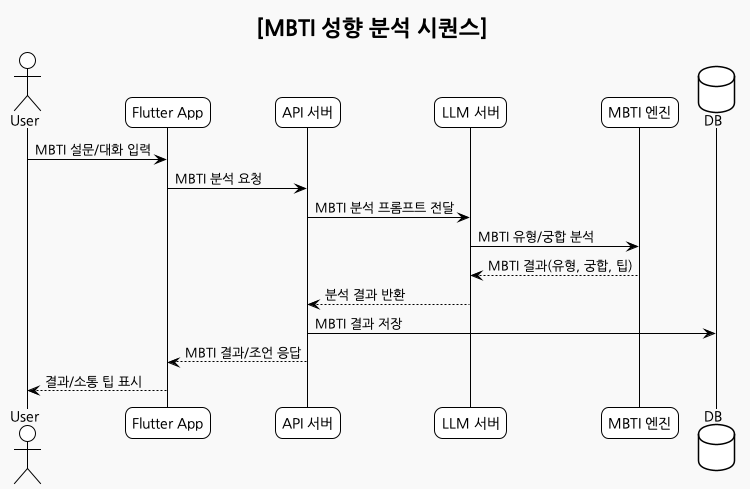 [MBTI 성향 분석 시퀀스]
User
Flutter App
API 서버
LLM 서버
MBTI 엔진
DB
MBTI 설문/대화 입력
MBTI 분석 요청
MBTI 분석 프롬프트 전달
MBTI 유형/궁합 분석
MBTI 결과(유형, 궁합, 팁)
분석 결과 반환
MBTI 결과 저장
MBTI 결과/조언 응답
결과/소통 팁 표시
User
Flutter App
API 서버
LLM 서버
MBTI 엔진
DB